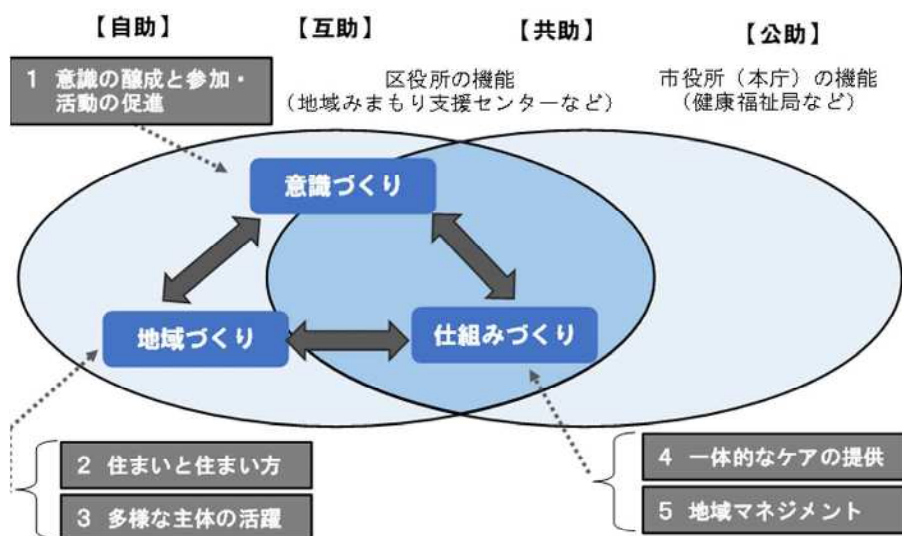 【自助】 【互助】 【共助】 【公助】
1 意識の醸成と参加・
活動の促進
区役所の機能
（地域みまもり支援センターなど）
市役所（本庁）の機能
（健康福祉局など）
意識づくり
地域づくり
仕組みづくり
2 住まいと住まい方
3 多様な主体の活躍
4 一体的なケアの提供
5 地域マネジメント